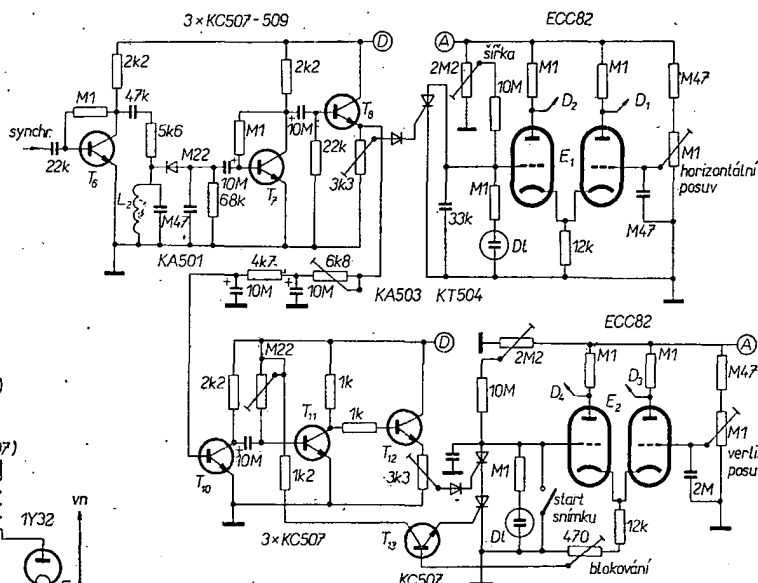 3×KC507-509
D
A
ECC82
2k2
2k2
2M2
šířka
10M
M1
M1
M47
M1
47k
D2
D1
synchr.
22k
T6
5k6
M22
10M
M1
T7
10M
T8
22k
3k3
E1
M1
horizontální
posuv
L2
M47
68k
33k
M1
Dt
12k
M47
KA501
4k7
6k8
10M
10M
KA503
KT504
ECC82
D
2M2
A
2k2
M22
1k
10M
M1
M1
M47
D4
D3
E2
T11
1k
T12
M1
10M
T10
1k2
3k3
M1
2M
posu
start
snímku
Dt
12k
3×KC507
T13
470
KC507
blokování
vn
1Y32